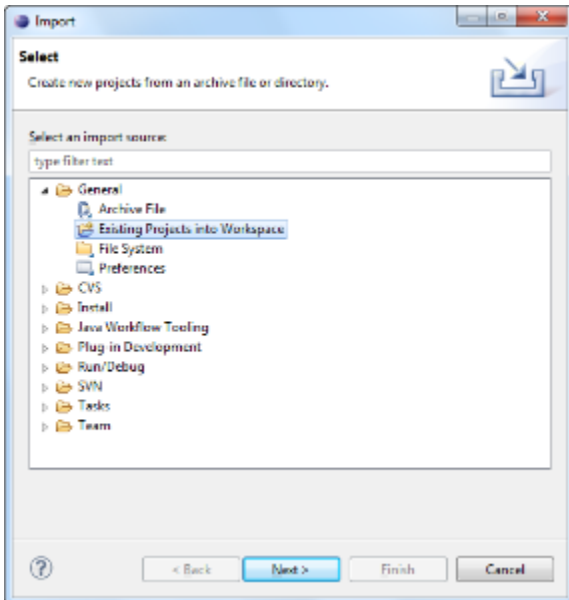 Import
Select
Create new projects from an archive file or directory.
Select an import source:
type filter text
General
Archive File
Existing Projects into Workspace
File System
Preferences
CVS
Install
Java Workflow Tooling
Plug-in Development
Run/Debug
SVN
Tasks
Team
?
< Back
Next >
Finish
Cancel